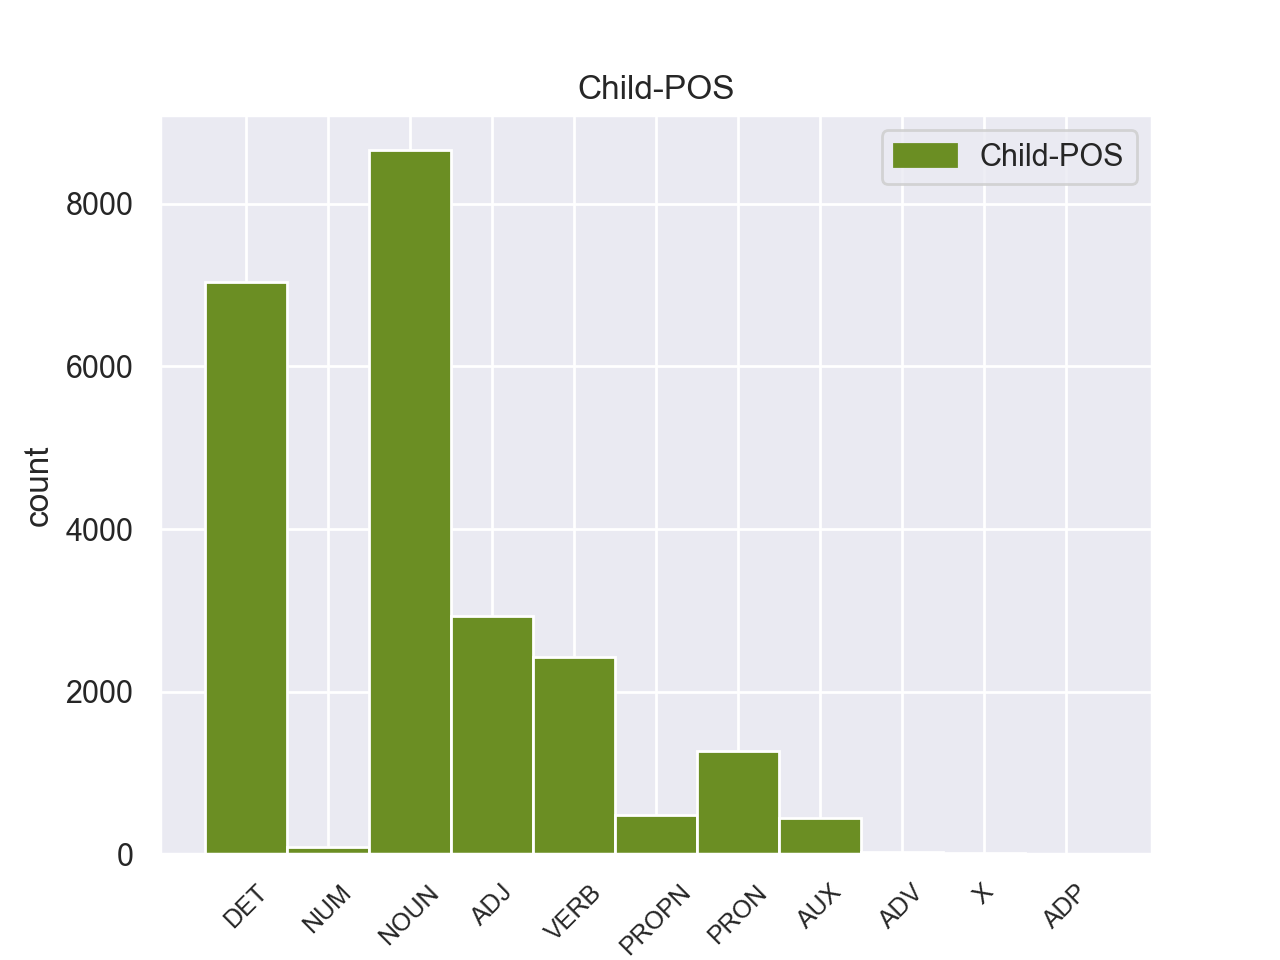 Child-POS
Child-POS
8000
6000
4000
2000
0
count
DET
NUM
NOUN
ADJ
VERB
PROPN
PRON
AUX
ADV
X
ADP